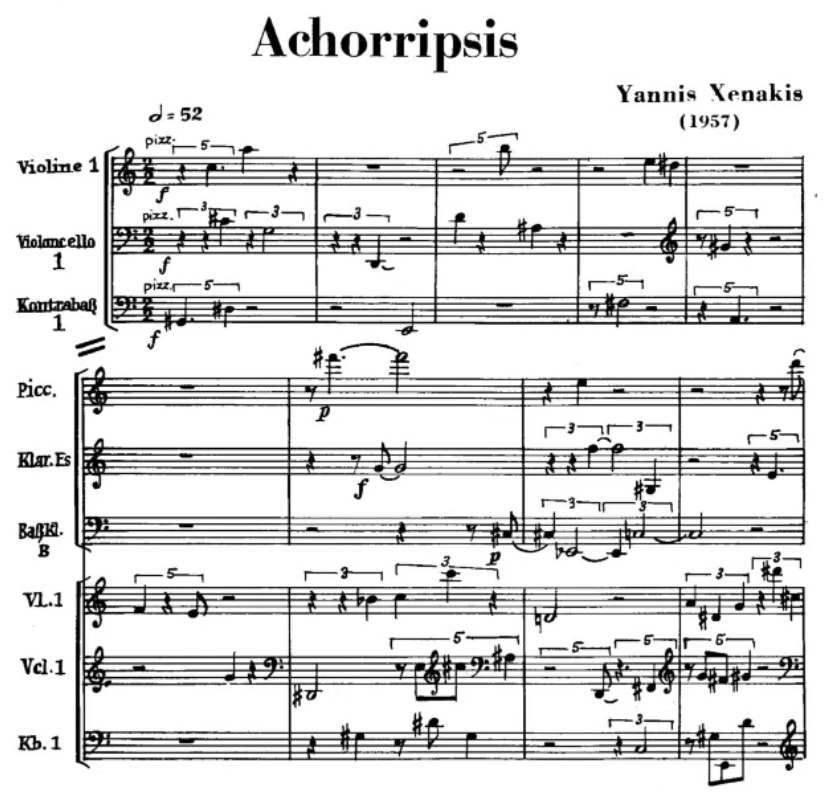 Achorripsis
Yannis Xenakis
(1957)
𝅗𝅥 = 52
pizz. 5 5
Violine 1
f
pizz. 3 3 3 5
Violoncello
1
f
pizz. 5 5 5
Kontrabaß
1
f
Picc.
p
3 3 5
Klar. Es
f
3 3
Baßkl.
B
p
5 3 3 3 3
Vl. 1
5 5 5
Vcl. 1
3
Kb. 1